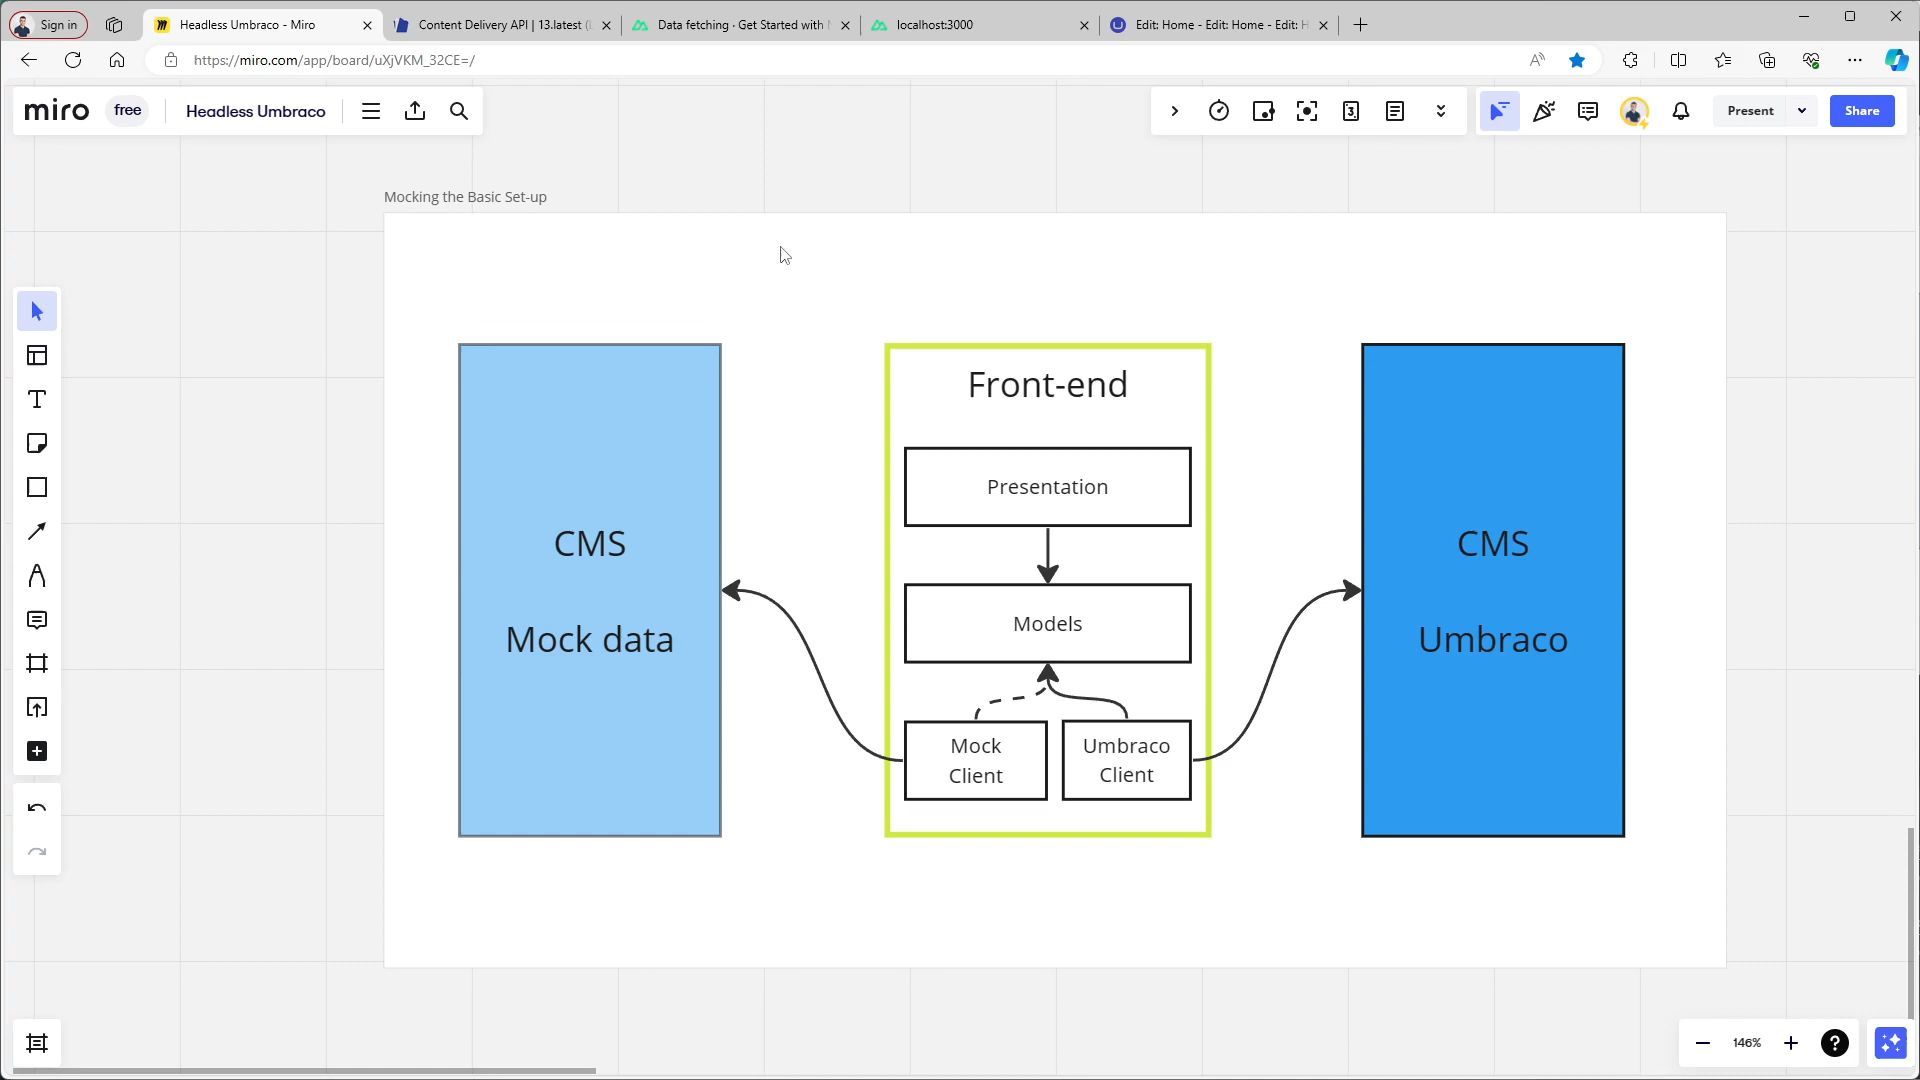 Sign in
Headless Umbraco - Miro
Content Delivery API | 13.latest (
Data fetching · Get Started with
localhost:3000
Edit: Home - Edit: Home - Edit: H
https://miro.com/app/board/uXjVKM_32CE=/
miro
free
Headless Umbraco
Present
Share
Mocking the Basic Set-up
Front-end
Presentation
CMS
Mock data
Models
CMS
Umbraco
Mock
Client
Umbraco
Client
146%